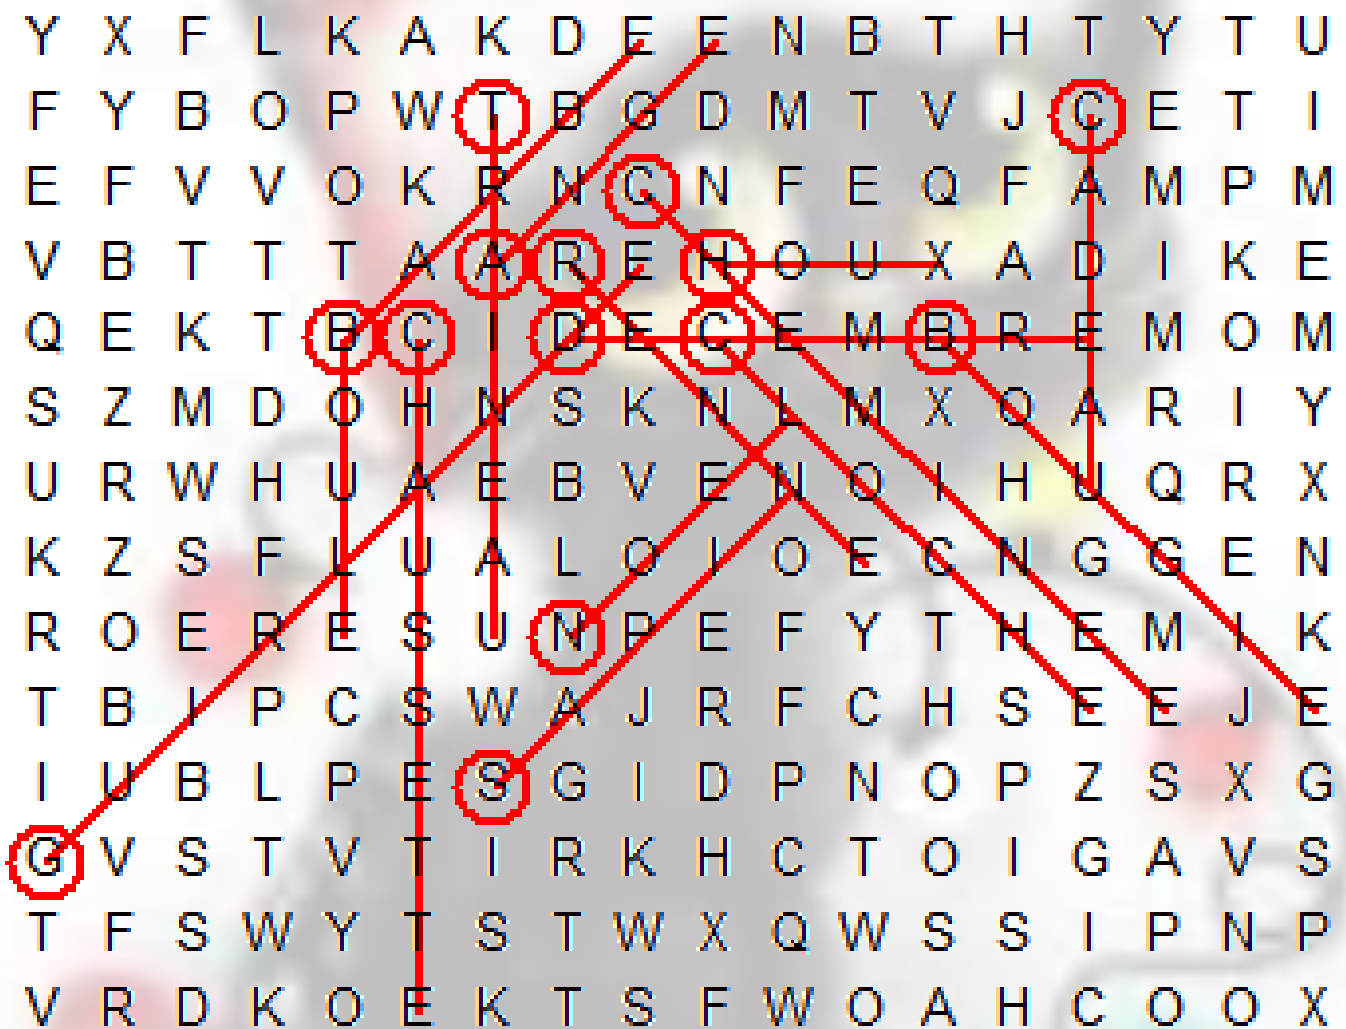 Y X F L K A K D E E N B T H T Y T U
F Y B O P W T B G D M T V J C E T I
E F V V O K R N C N F E Q F A M P M
V B T T T A A R E H O U X A D I K E
Q E K T B C I D E C E M B R E M O M
S Z M D O H N S K N L M X O A R I Y
U R W H U A E B V E N O I H U Q R X
K Z S F L U A L O I O E C N G G E N
R O E R E S U N P E F Y T H E M I K
T B I P C S W A J R F C H S E E J E
I U B L P E S G I D P N O P Z S X G
G V S T V T I R K H C T O I G A V S
T F S W Y T S T W X Q W S S I P N P
V R D K O E K T S F W O A H C O O X